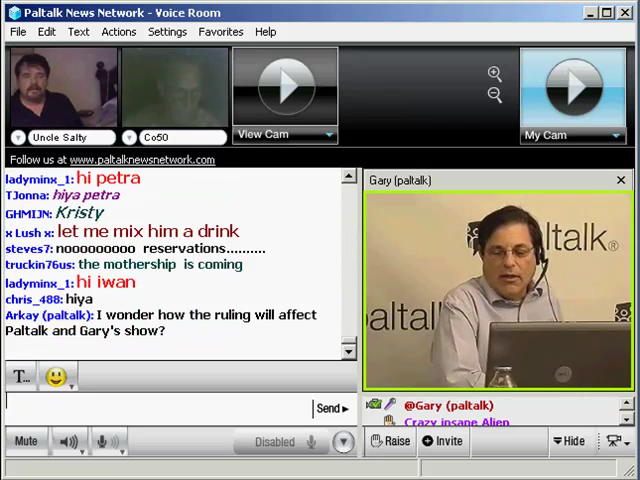 Paltalk News Network - Voice Room
File Edit Text Actions Settings Favorites Help
Uncle Salty
Co50
View Cam
My Cam
Follow us at www.paltalknewsnetwork.com
ladyminx_1: hi petra
TJonna: hiya petra
GHMIJN: Kristy
x Lush x: let me mix him a drink
steves7: noooooooooo reservations..........
truckin76us: the mothership is coming
ladyminx_1: hi iwan
chris_488: hiya
Arkay (paltalk): I wonder how the ruling will affect
Paltalk and Gary's show?
Gary (paltalk)
paltalk®
paltalk
DELL
T...
Send
@Gary (paltalk)
Crazy insane Alien
Mute
Disabled
Raise
Invite
Hide